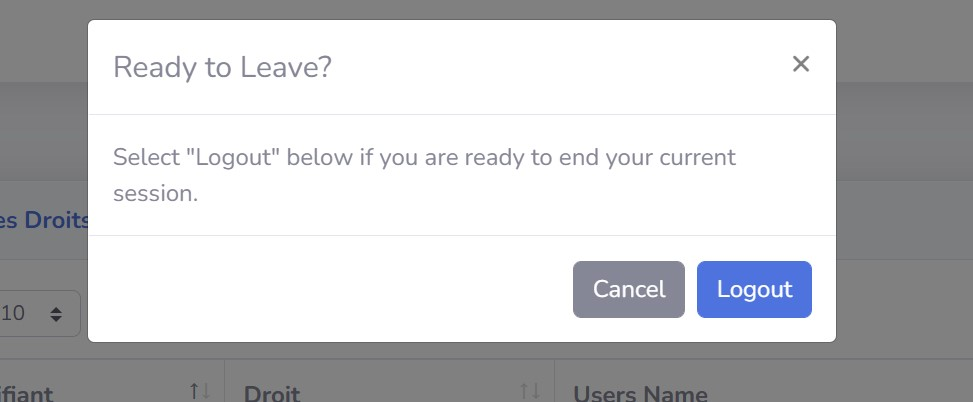 Ready to Leave?
×
Select "Logout" below if you are ready to end your current
session.
es Droits
Cancel Logout
10
ifiant Droit Users Name